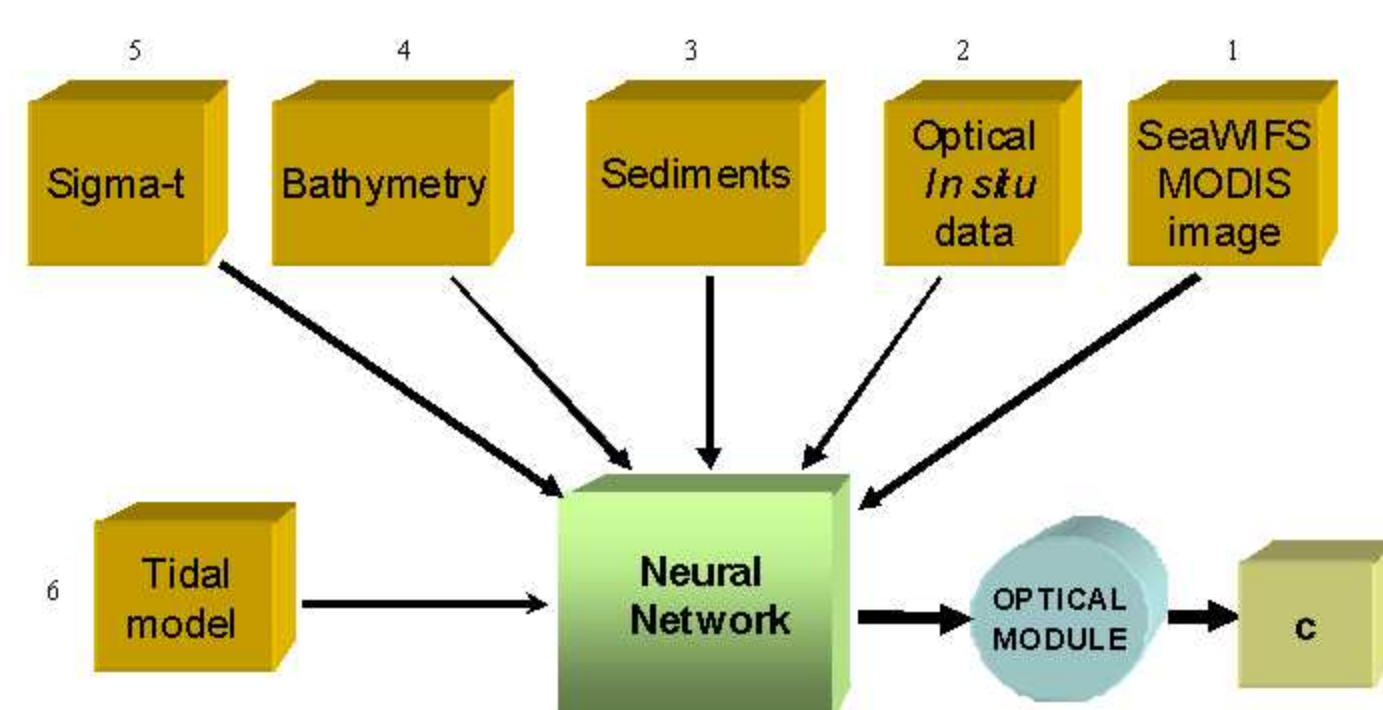 5 4 3 2 1
Sigma-t
Bathymetry
Sediments
Optical
In situ
data
SeaWIFS
MODIS
image
6
Tidal
model
Neural
Network
OPTICAL
MODULE
c